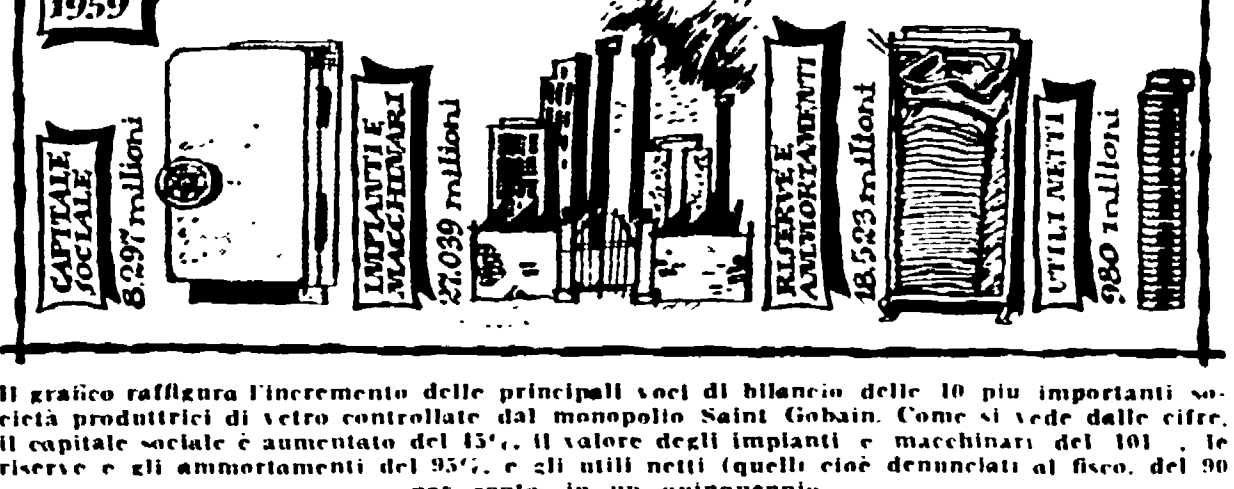 1959
CAPITALE SOCIALE
8.297 milioni
IMPIANTI E MACCHINARI
27.039 milioni
RISERVE E AMMORTAMENTI
18.523 milioni
UTILI NETTI
980 milioni
Il grafico raffigura l'incremento delle principali voci di bilancio delle 10 piu importanti so-
cietà produttrici di vetro controllate dal monopolio Saint Gobain. Come si vede dalle cifre,
il capitale sociale è aumentato del 45%, il valore degli impianti e macchinari del 101 , le
riserve e gli ammortamenti del 95%, e gli utili netti (quelli cioè denunciati al fisco, del 90
per cento in un quinquennio